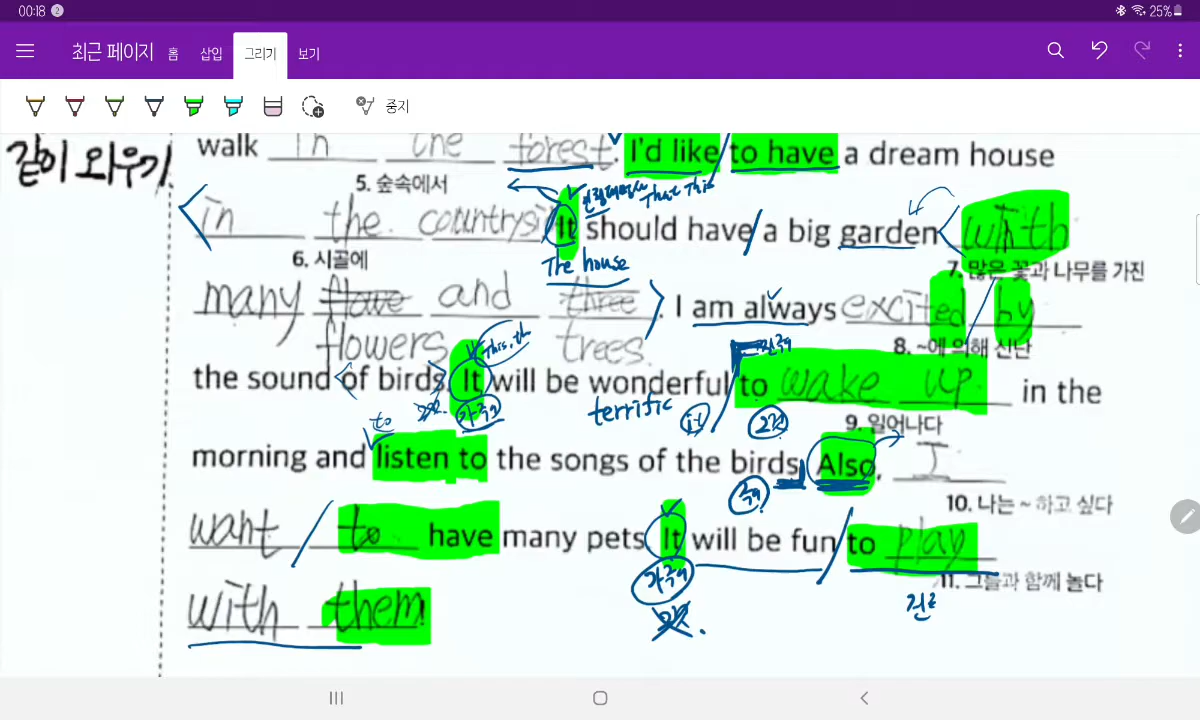 00:18 2 25%
최근 페이지 홈 삽입 그리기 보기
중지
같이 외우기.
walk in the forest. I'd like / to have a dream house
5. 숲속에서 That This
in the countrysi It should have / a big garden with
6. 시골에 The house 7. 많은 꽃과 나무를 가진
many flave and three. I am always excited by
flowers trees 8. ~에 의해 신난
the sound of birds. It will be wonderful / to wake up in the
to 가주어 terrific 9. 일어나다
morning and listen to the songs of the birds. Also, I
10. 나는 ~ 하고 싶다
want / to have many pets. It will be fun / to play
가주어 11. 그들과 함께 놀다
with them.